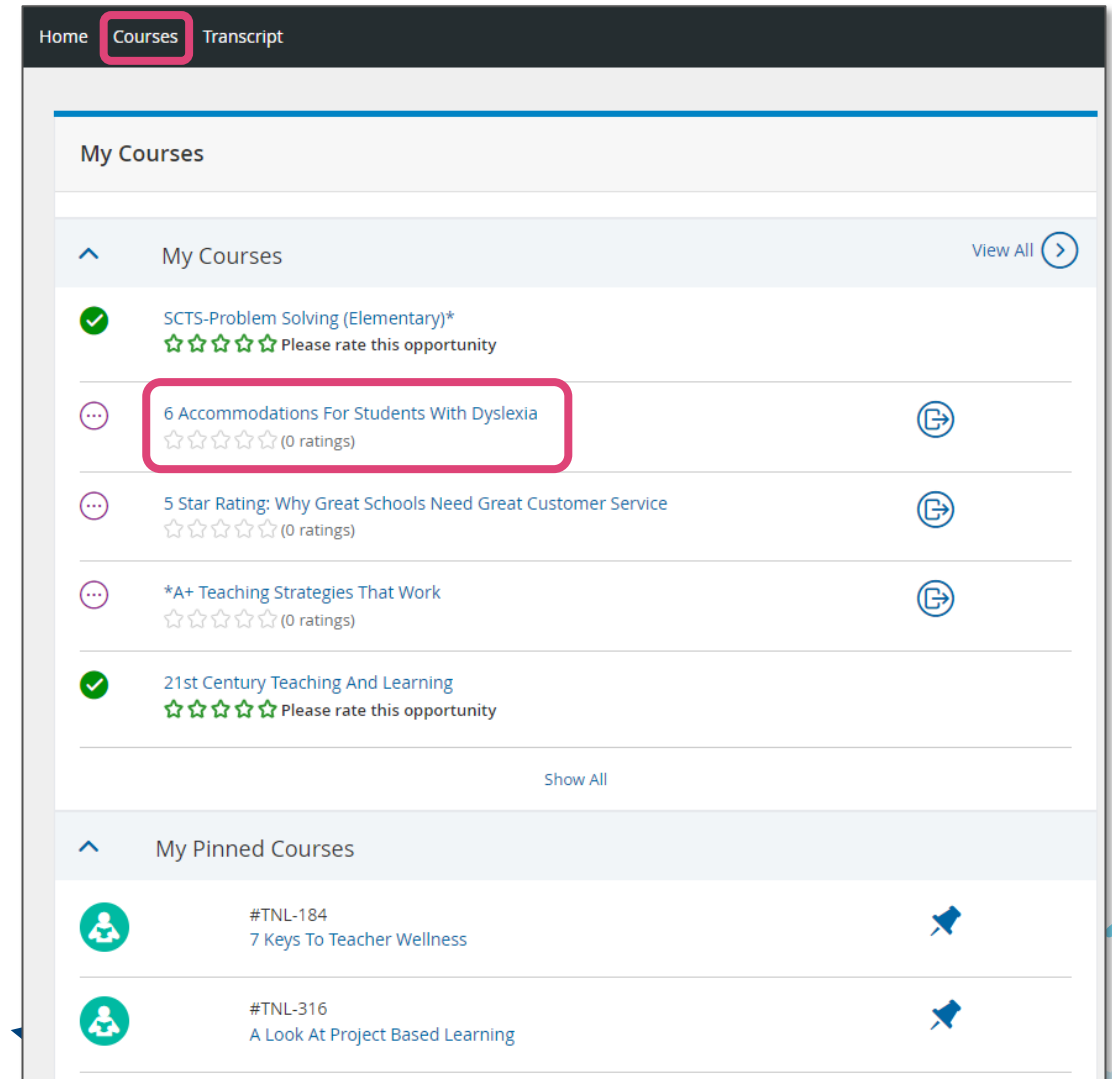 Home Courses Transcript
My Courses
My Courses
View All
SCTS-Problem Solving (Elementary)*
Please rate this opportunity
6 Accommodations For Students With Dyslexia
(0 ratings)
5 Star Rating: Why Great Schools Need Great Customer Service
(0 ratings)
*A+ Teaching Strategies That Work
(0 ratings)
21st Century Teaching And Learning
Please rate this opportunity
Show All
My Pinned Courses
#TNL-184
7 Keys To Teacher Wellness
#TNL-316
A Look At Project Based Learning